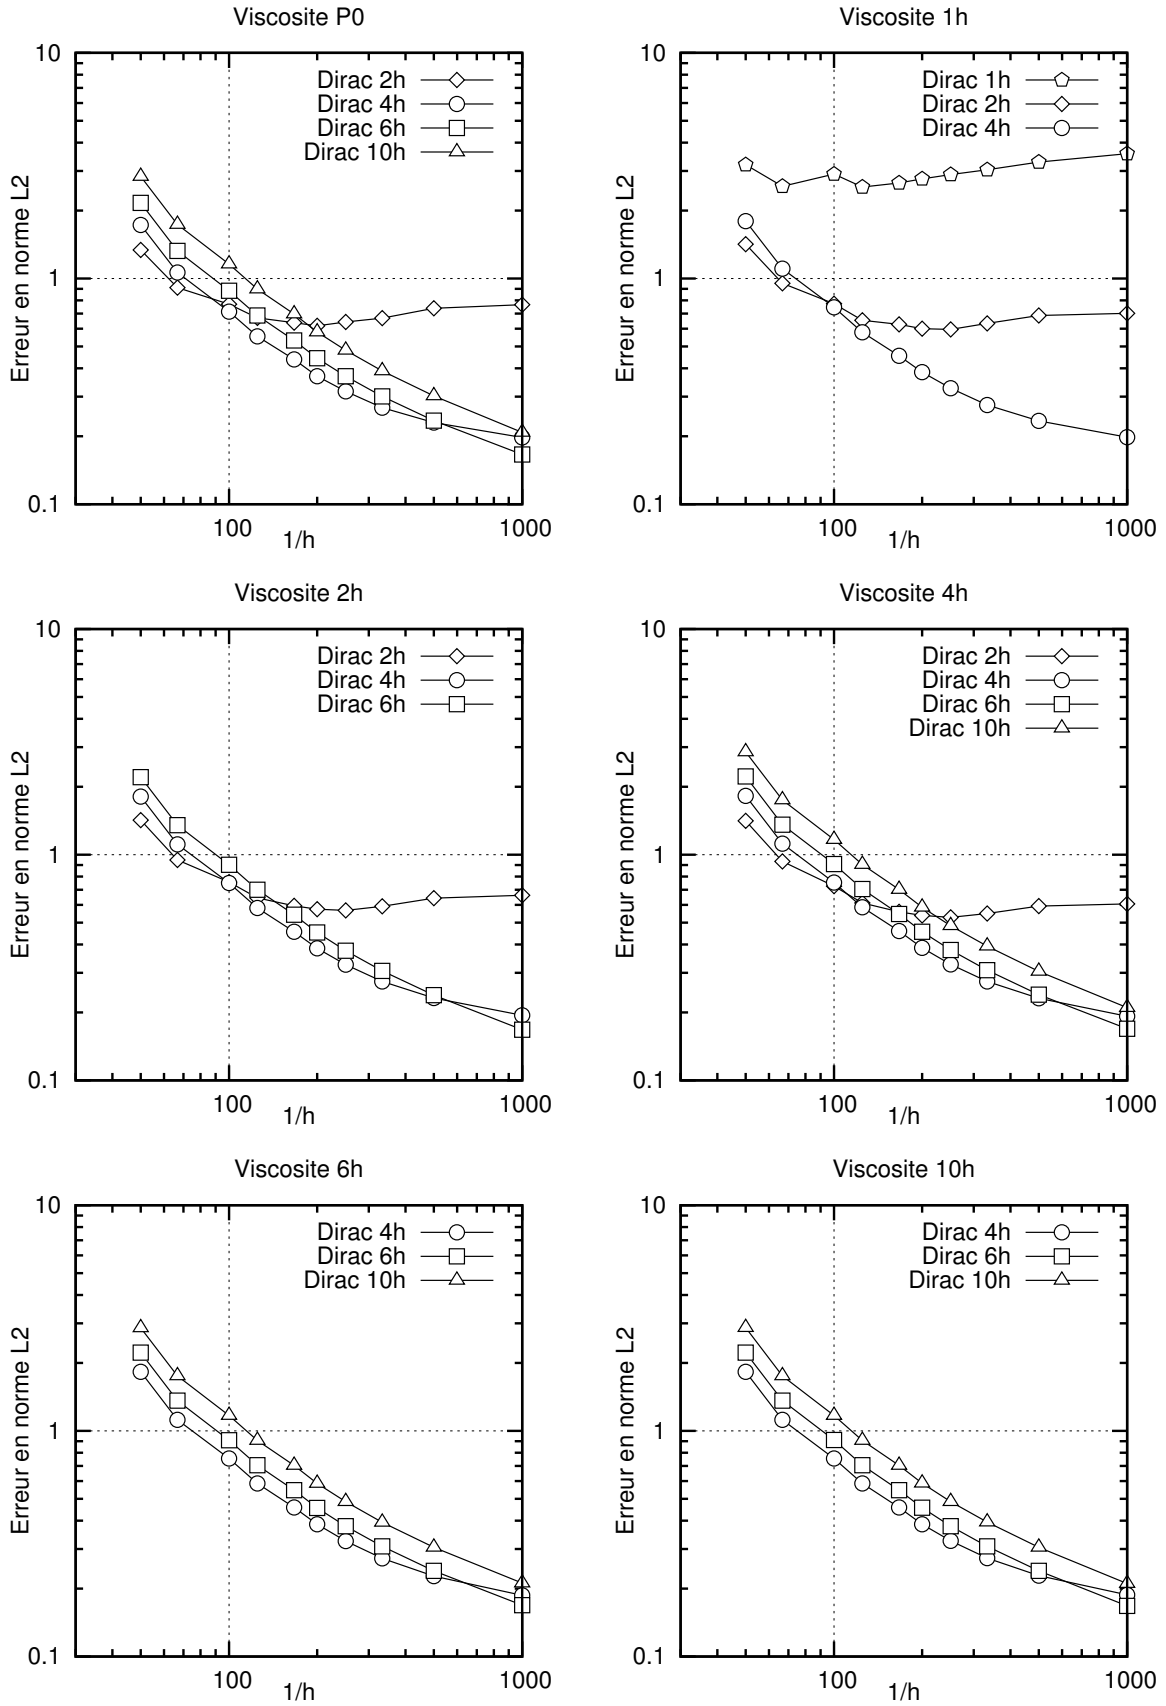 Viscosite P0
10
1
0.1
100
1000
1/h
Erreur en norme L2
Dirac 2h
Dirac 4h
Dirac 6h
Dirac 10h
Viscosite 1h
10
1
0.1
100
1000
1/h
Erreur en norme L2
Dirac 1h
Dirac 2h
Dirac 4h
Viscosite 2h
10
1
0.1
100
1000
1/h
Erreur en norme L2
Dirac 2h
Dirac 4h
Dirac 6h
Viscosite 4h
10
1
0.1
100
1000
1/h
Erreur en norme L2
Dirac 2h
Dirac 4h
Dirac 6h
Dirac 10h
Viscosite 6h
10
1
0.1
100
1000
1/h
Erreur en norme L2
Dirac 4h
Dirac 6h
Dirac 10h
Viscosite 10h
10
1
0.1
100
1000
1/h
Erreur en norme L2
Dirac 4h
Dirac 6h
Dirac 10h